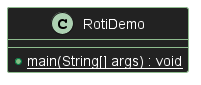 C RotiDemo
main(String[] args) : void